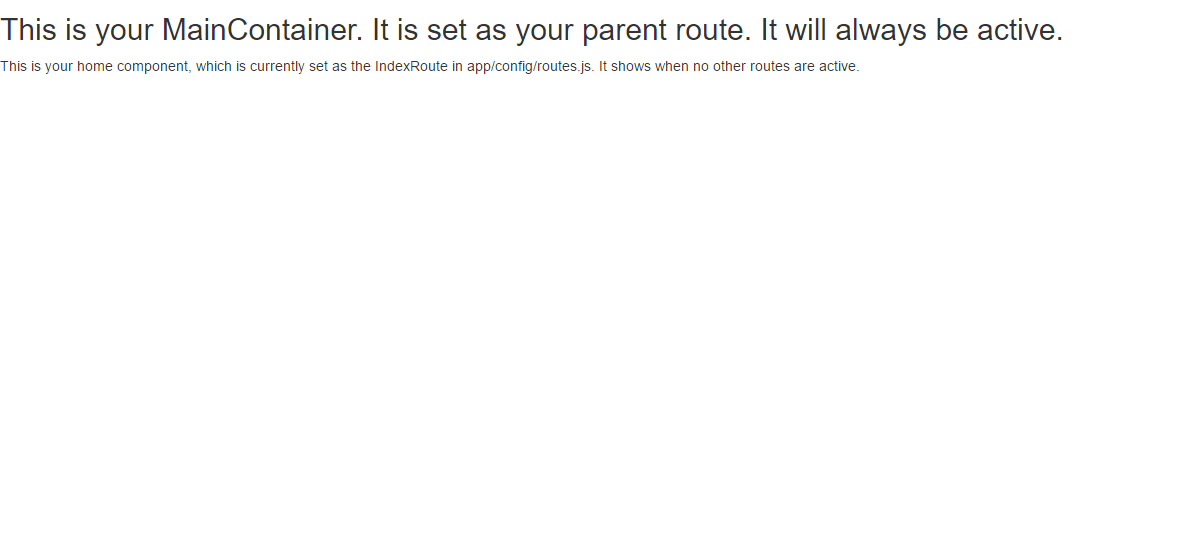 This is your MainContainer. It is set as your parent route. It will always be active.
This is your home component, which is currently set as the IndexRoute in app/config/routes.js. It shows when no other routes are active.